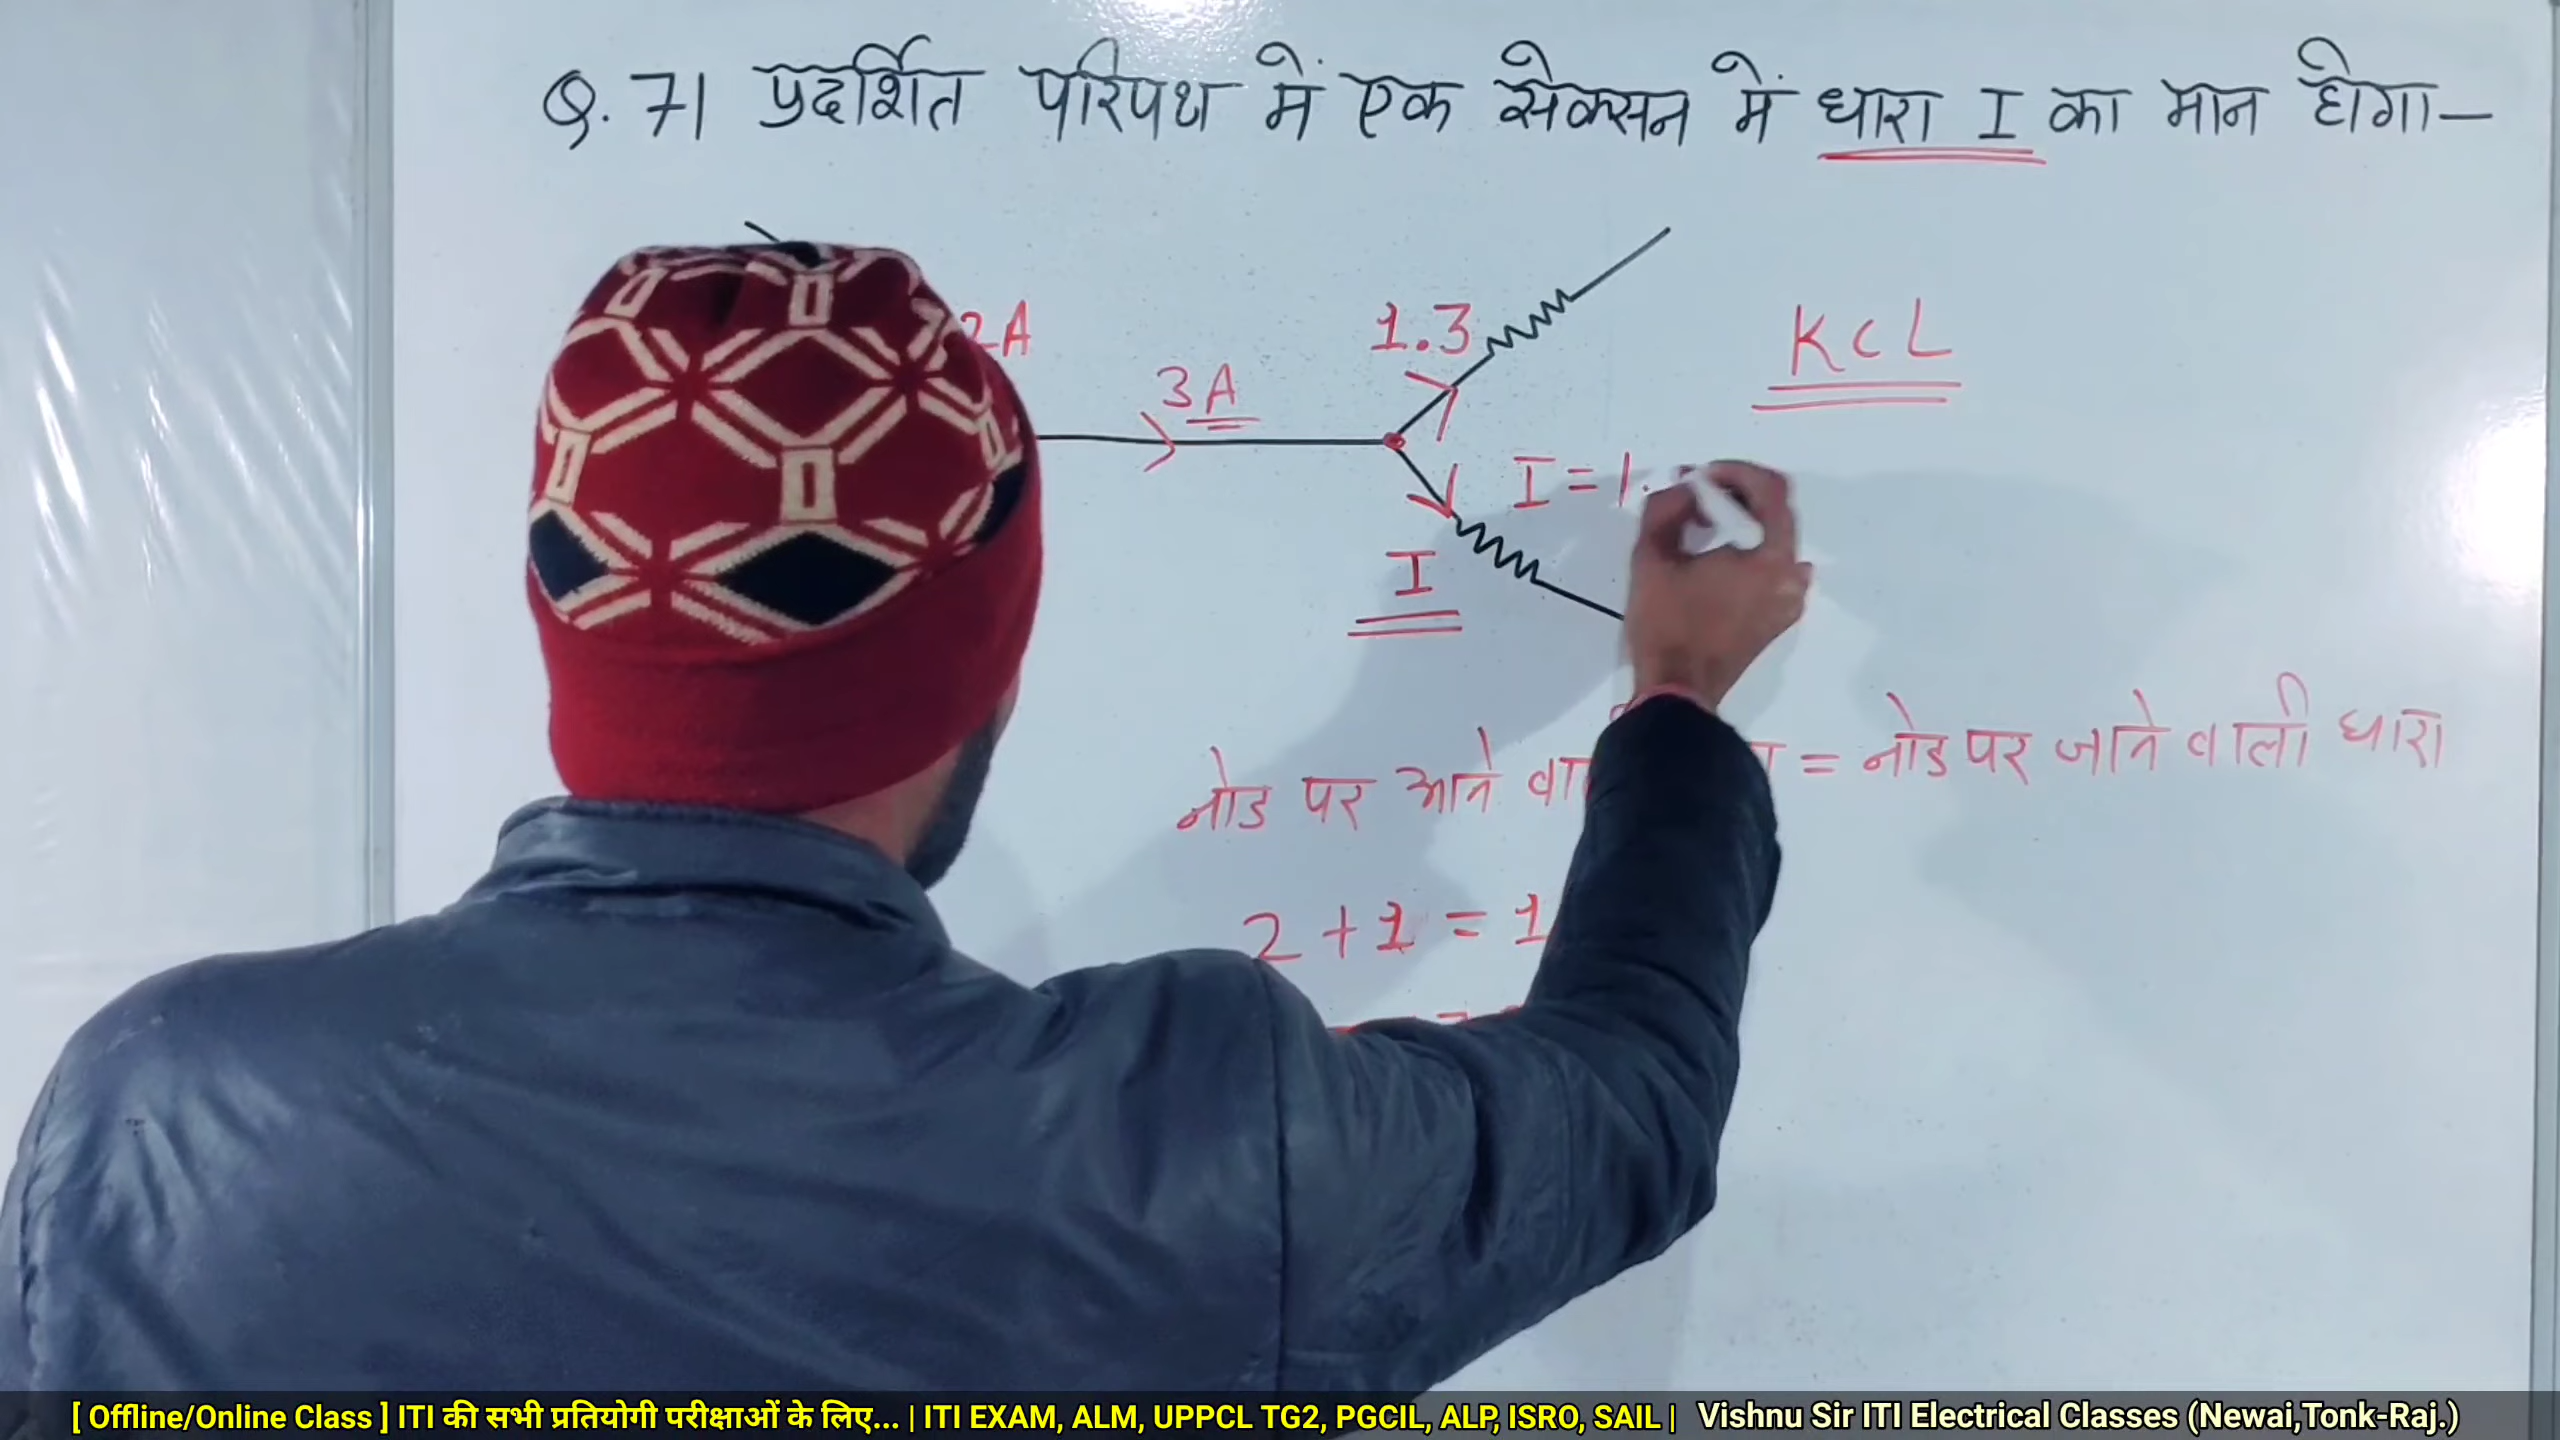 Q. 71 प्रदर्शित परिपथ में एक सेक्सन में धारा I का मान होगा—
2A
3A
1.3
KCL
I = 1.
I
नोड पर आने = नोड पर जाने वाली धारा
2 + 1 = 1
[ Offline/Online Class ] ITI की सभी प्रतियोगी परीक्षाओं के लिए... | ITI EXAM, ALM, UPPCL TG2, PGCIL, ALP, ISRO, SAIL | Vishnu Sir ITI Electrical Classes (Newai,Tonk-Raj.)